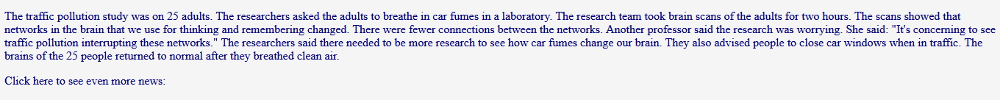 The traffic pollution study was on 25 adults. The researchers asked the adults to breathe in car fumes in a laboratory. The research team took brain scans of the adults for two hours. The scans showed that
networks in the brain that we use for thinking and remembering changed. There were fewer connections between the networks. Another professor said the research was worrying. She said: "It's concerning to see
traffic pollution interrupting these networks." The researchers said there needed to be more research to see how car fumes change our brain. They also advised people to close car windows when in traffic. The
brains of the 25 people returned to normal after they breathed clean air.
Click here to see even more news: